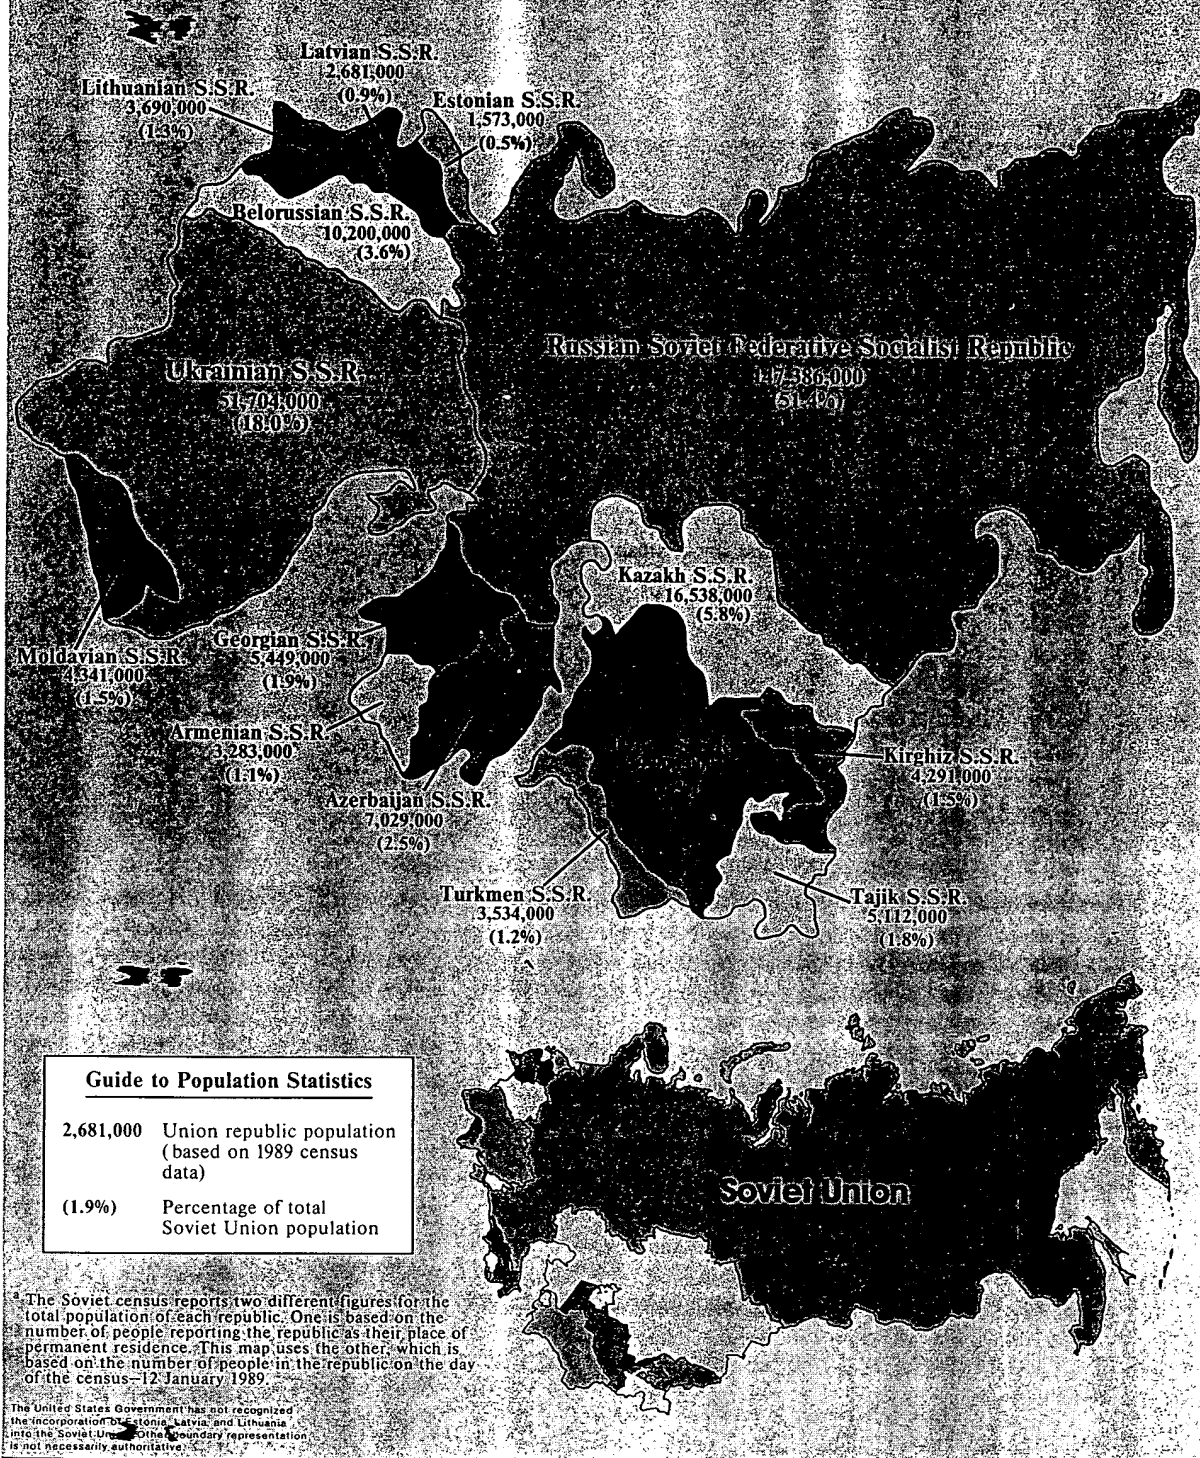 Latvian S.S.R.
2,681,000
(0.9%)
Lithuanian S.S.R.
3,690,000
(1.3%)
Estonian S.S.R.
1,573,000
(0.5%)
Belorussian S.S.R.
10,200,000
(3.6%)
Russian Soviet Federative Socialist Republic
147,386,000
(51.4%)
Ukrainian S.S.R.
51,704,000
(18.0%)
Kazakh S.S.R.
16,538,000
(5.8%)
Georgian S.S.R.
5,449,000
(1.9%)
Moldavian S.S.R.
4,341,000
(1.5%)
Armenian S.S.R.
3,283,000
(1.1%)
Kirghiz S.S.R.
4,291,000
(1.5%)
Azerbaijan S.S.R.
7,029,000
(2.5%)
Turkmen S.S.R.
3,534,000
(1.2%)
Tajik S.S.R.
5,112,000
(1.8%)
Guide to Population Statistics
2,681,000 Union republic population
(based on 1989 census
data)
(1.9%) Percentage of total
Soviet Union population
Soviet Union
a The Soviet census reports two different figures for the
total population of each republic. One is based on the
number of people reporting the republic as their place of
permanent residence. This map uses the other, which is
based on the number of people in the republic on the day
of the census—12 January 1989.
The United States Government has not recognized
the incorporation of Estonia, Latvia, and Lithuania
into the Soviet Other boundary representation
is not necessarily authoritative.